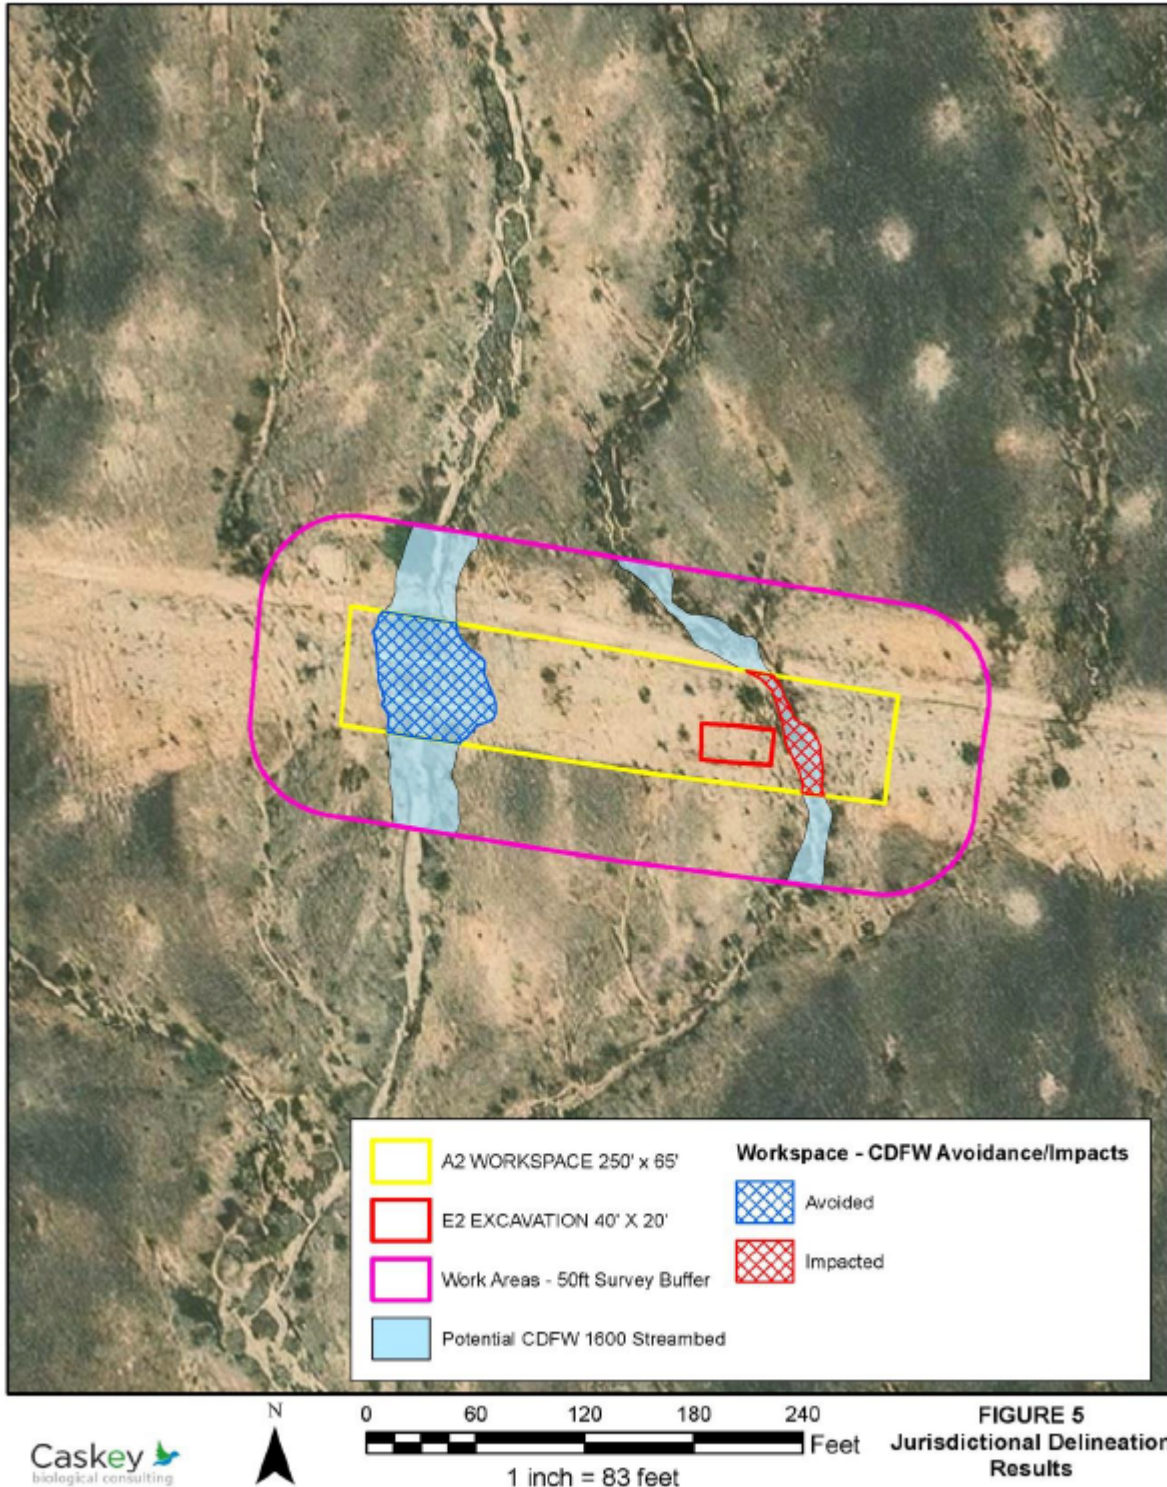 A2 WORKSPACE 250' x 65'
E2 EXCAVATION 40' X 20'
Work Areas - 50ft Survey Buffer
Potential CDFW 1600 Streambed
Workspace - CDFW Avoidance/Impacts
Avoided
Impacted
Caskey
biological consulting
N
0 60 120 180 240
Feet
1 inch = 83 feet
FIGURE 5
Jurisdictional Delineation
Results